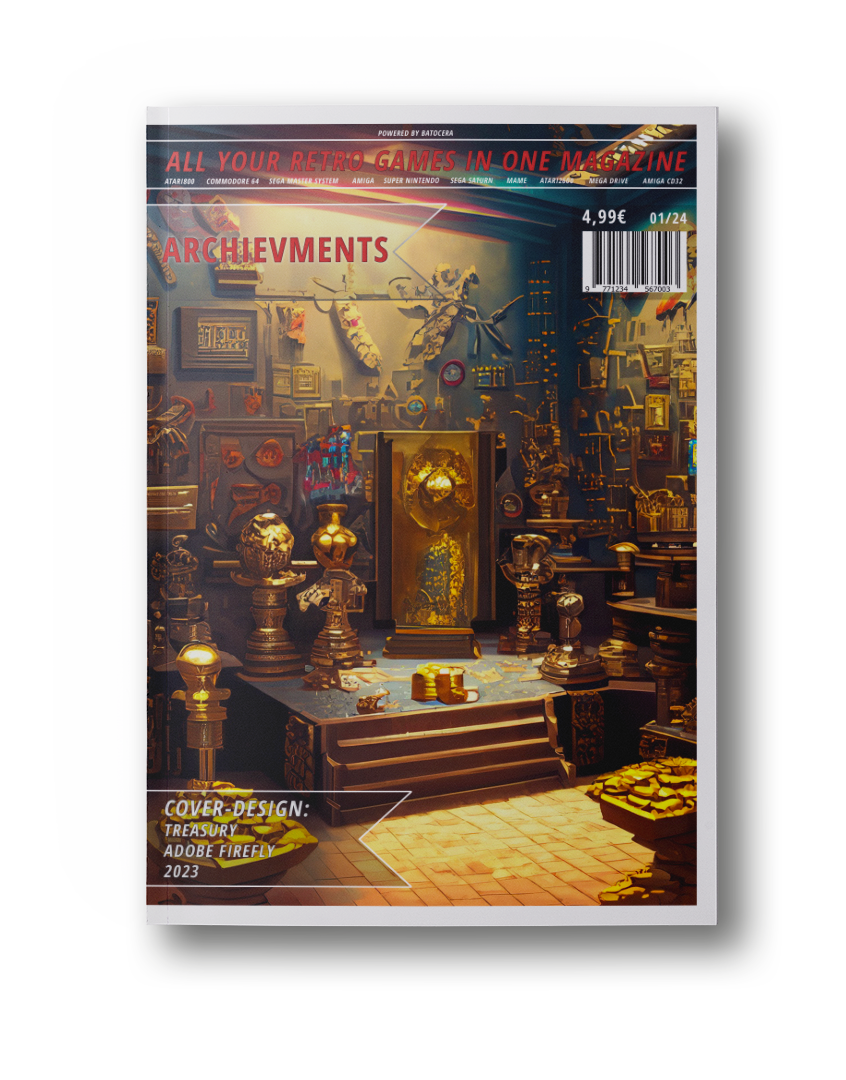 POWERED BY BATOCERA
ALL YOUR RETRO GAMES IN ONE MAGAZINE
ATARI800 COMMODORE 64 SEGA MASTER SYSTEM AMIGA SUPER NINTENDO SEGA SATURN MAME ATARI2600 MEGA DRIVE AMIGA CD32
4,99€ 01/24
ARCHIEVMENTS
9 771234 567003
COVER-DESIGN:
TREASURY
ADOBE FIREFLY
2023